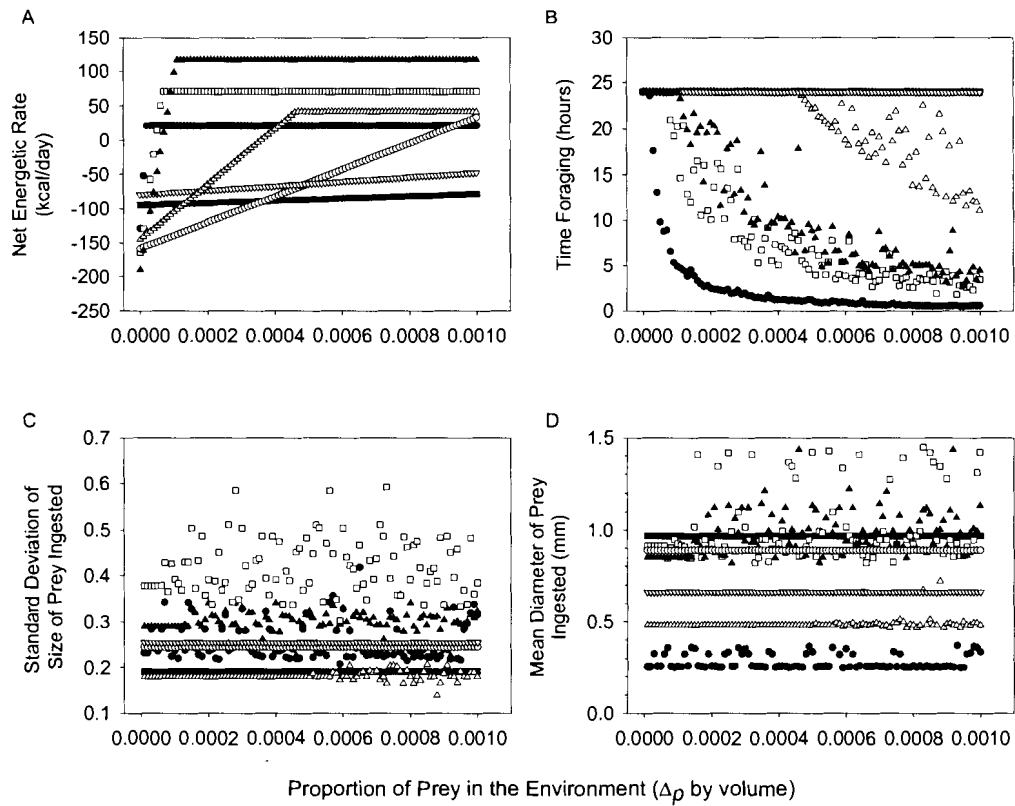 A
B
150
100
50
0
-50
-100
-150
-200
-250
Net Energetic Rate
(kcal/day)
0.0000 0.0002 0.0004 0.0006 0.0008 0.0010
30
25
20
15
10
5
0
Time Foraging (hours)
0.0000 0.0002 0.0004 0.0006 0.0008 0.0010
C
D
0.7
0.6
0.5
0.4
0.3
0.2
0.1
Standard Deviation of
Size of Prey Ingested
0.0000 0.0002 0.0004 0.0006 0.0008 0.0010
1.5
1.0
0.5
0.0
Mean Diameter of Prey
Ingested (mm)
0.0000 0.0002 0.0004 0.0006 0.0008 0.0010
Proportion of Prey in the Environment (Δp by volume)